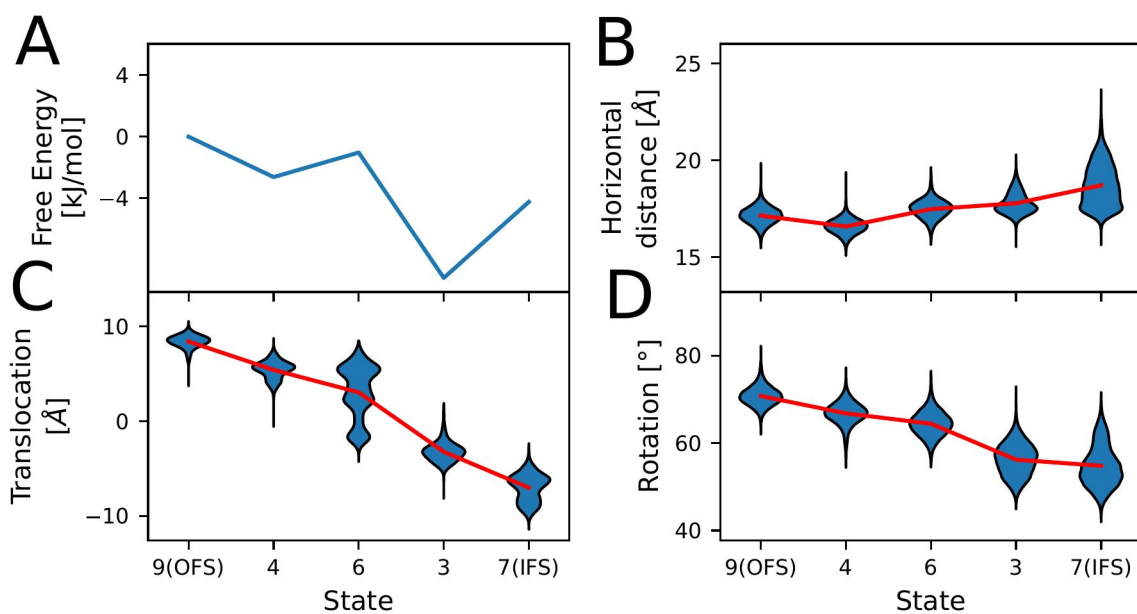 A
4
0
−4
Free Energy
[kJ/mol]
B
25
20
15
Horizontal
distance [Å]
C
10
0
−10
Translocation
[Å]
9(OFS) 4 6 3 7(IFS)
State
D
80
60
40
Rotation [°]
9(OFS) 4 6 3 7(IFS)
State